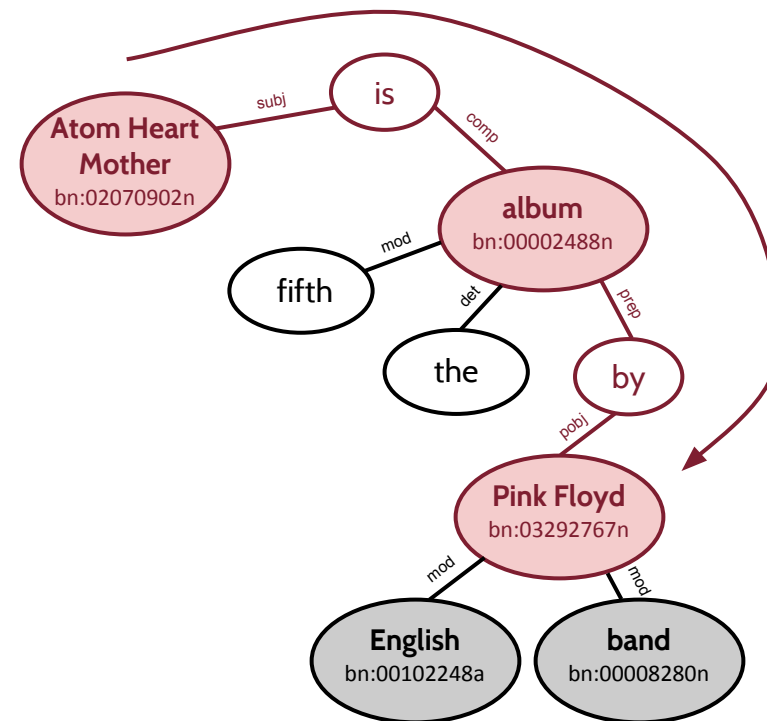 is
subj
Atom Heart
Mother
bn:02070902n
comp
album
bn:00002488n
mod
fifth
det
the
prep
by
pobj
Pink Floyd
bn:03292767n
mod
mod
English
bn:00102248a
band
bn:00008280n